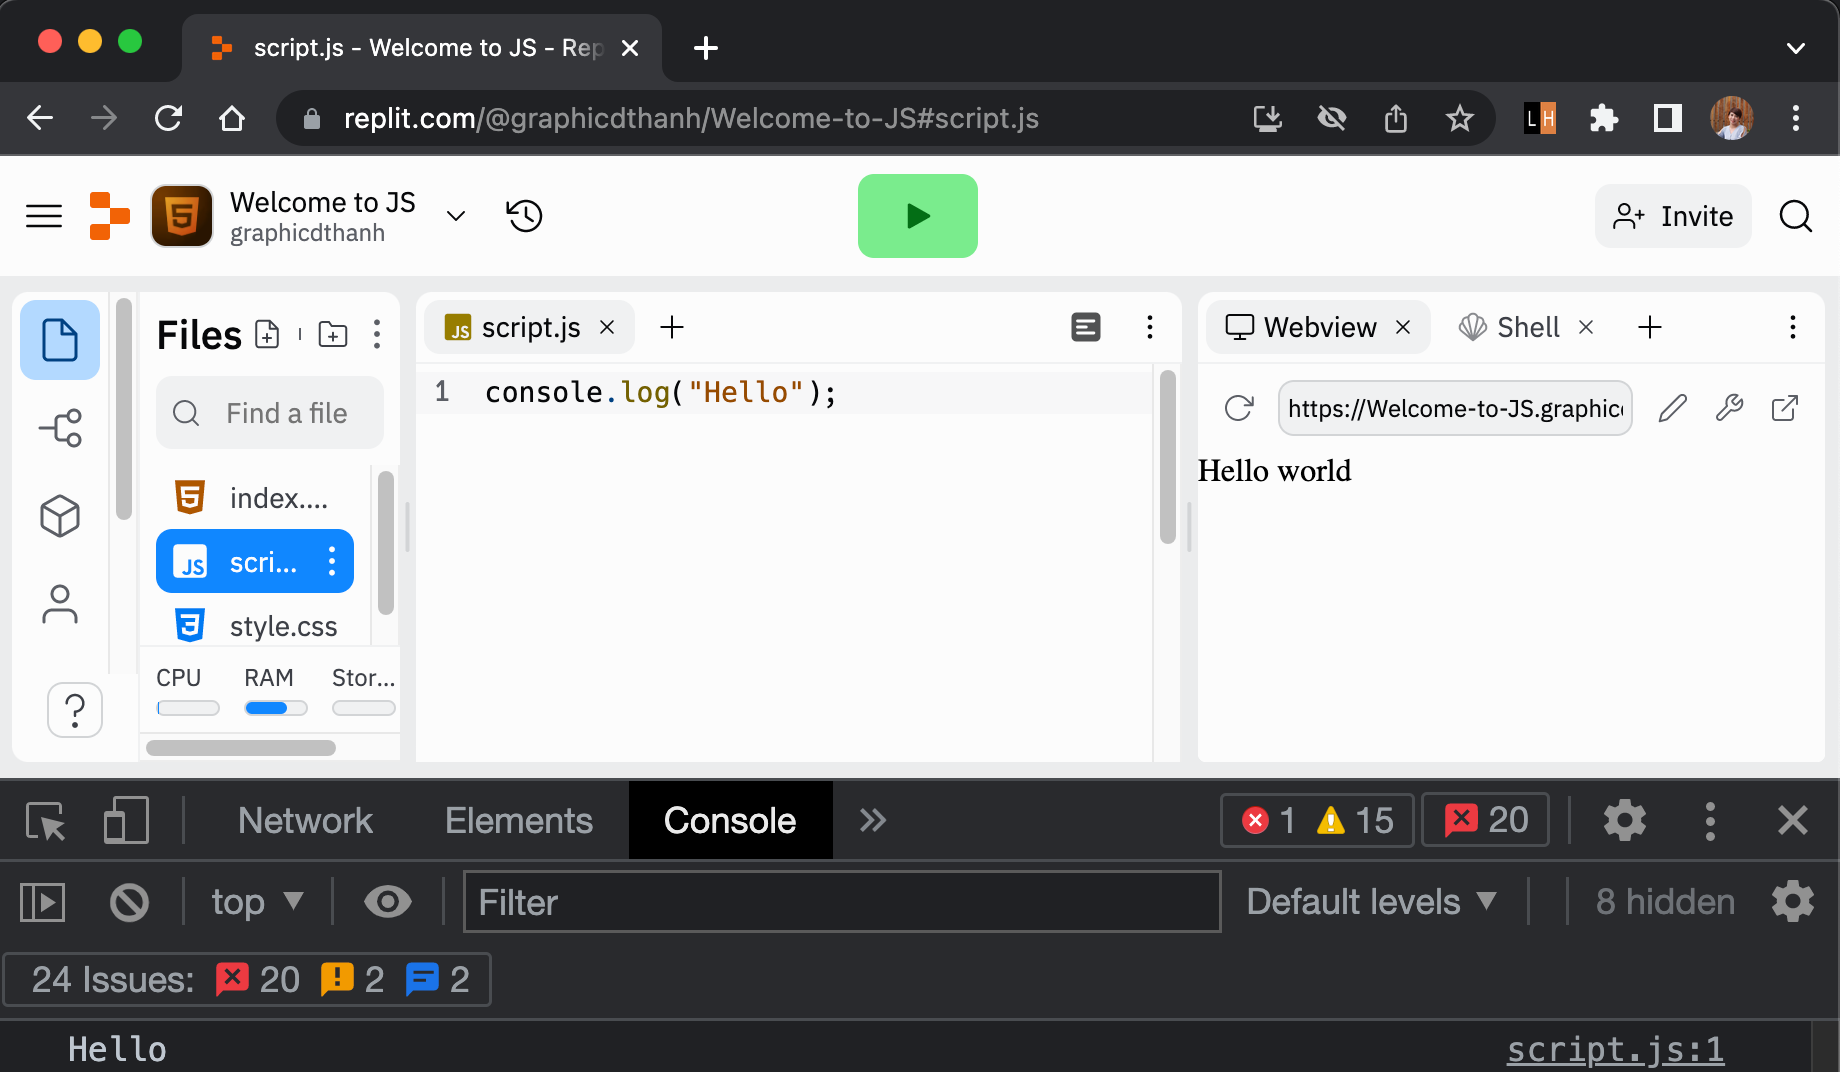 script.js - Welcome to JS - Rep
replit.com/@graphicdthanh/Welcome-to-JS#script.js
L H
Welcome to JS
graphicdthanh
Invite
Files
Find a file
index....
JS scri...
style.css
CPU RAM Stor...
?
JS script.js
1 console.log("Hello");
Webview Shell
https://Welcome-to-JS.graphic
Hello world
Network Elements Console 1 15 20
top Filter Default levels 8 hidden
24 Issues: 20 2 2
Hello script.js:1